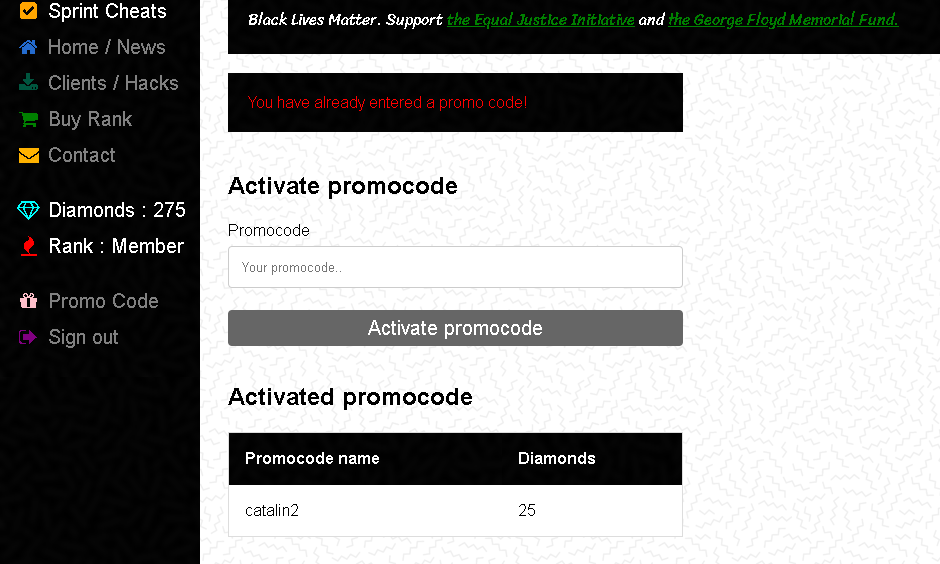 Sprint Cheats
Home / News
Clients / Hacks
Buy Rank
Contact
Diamonds : 275
Rank : Member
Promo Code
Sign out
Black Lives Matter. Support the Equal Justice Initiative and the George Floyd Memorial Fund.
You have already entered a promo code!
Activate promocode
Promocode
Your promocode..
Activate promocode
Activated promocode
Promocode name Diamonds
catalin2 25